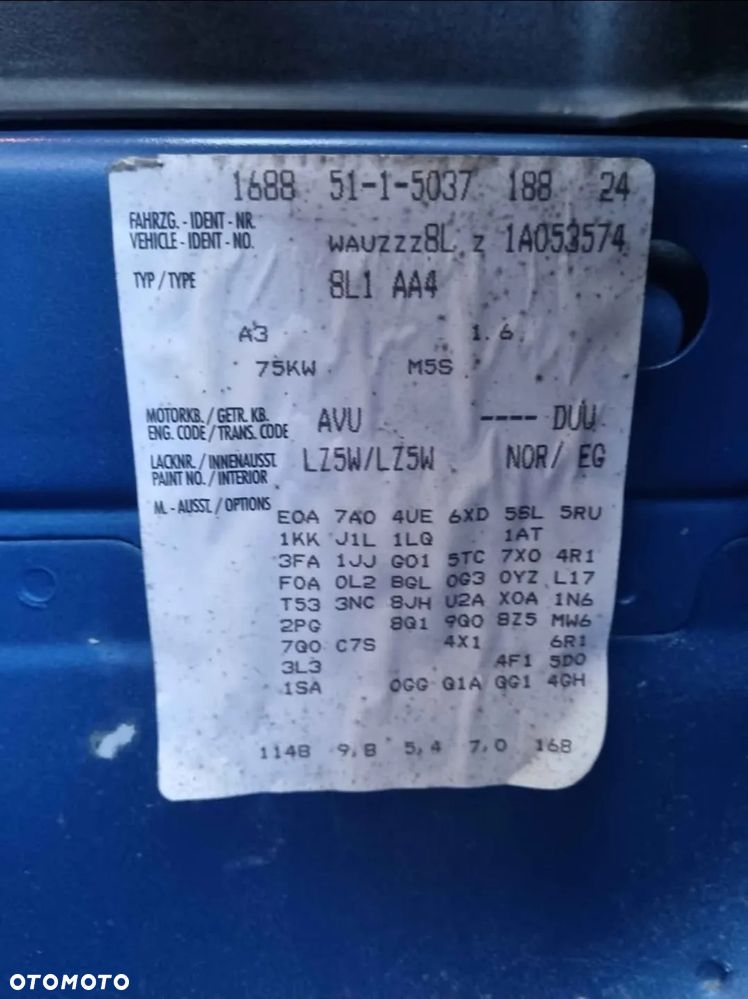 1688 51-1-5037 188 24
FAHRZG. - IDENT - NR.
VEHICLE - IDENT - NO. WAUZZZ8L Z 1A053574
TYP / TYPE 8L1 AA4
A3 1.6
75KW M5S
MOTORKB. / GETR. KB.
ENG. CODE / TRANS. CODE AVU ---- DUU
LACKNR. / INNENAUSST.
PAINT NO. / INTERIOR LZ5W/LZ5W NOR/ EG
M. - AUSST. / OPTIONS
E0A 7A0 4UE 6XD 5SL 5RU
1KK J1L 1LQ 1AT
3FA 1JJ G01 5TC 7X0 4R1
F0A 0L2 8GL 0G3 0YZ L17
T53 3NC 8JH U2A X0A 1N6
2PG 8Q1 9Q0 8Z5 MW6
7Q0 C7S 4X1 6R1
3L3 4F1 5D0
1SA 0GG Q1A QG1 4GH
1148 9,8 5,4 7,0 168
OTOMOTO